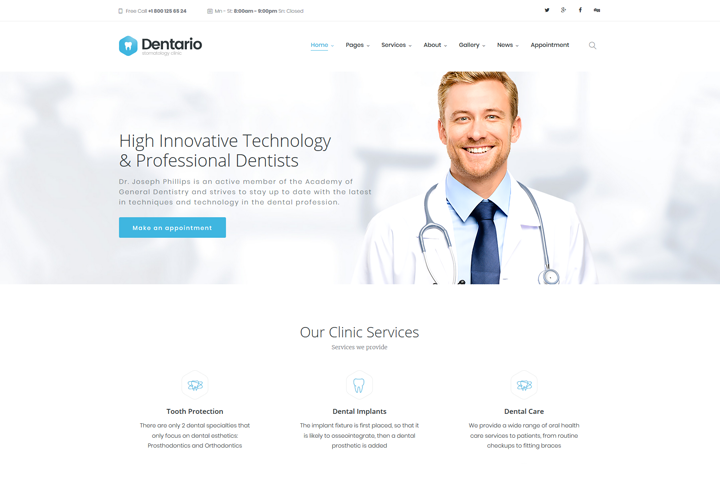 Free Call +1 800 125 65 24
Mn - St: 8:00am - 9:00pm Sn: Closed
Dentario
stomatology clinic
Home
Pages
Services
About
Gallery
News
Appointment
High Innovative Technology
& Professional Dentists
Dr. Joseph Phillips is an active member of the Academy of
General Dentistry and strives to stay up to date with the latest
in techniques and technology in the dental profession.
Make an appointment
Our Clinic Services
Services we provide
Tooth Protection
There are only 2 dental specialties that
only focus on dental esthetics:
Prosthodontics and Orthodontics
Dental Implants
The implant fixture is first placed, so that it
is likely to osseointegrate, then a dental
prosthetic is added
Dental Care
We provide a wide range of oral health
care services to patients, from routine
checkups to fitting braces